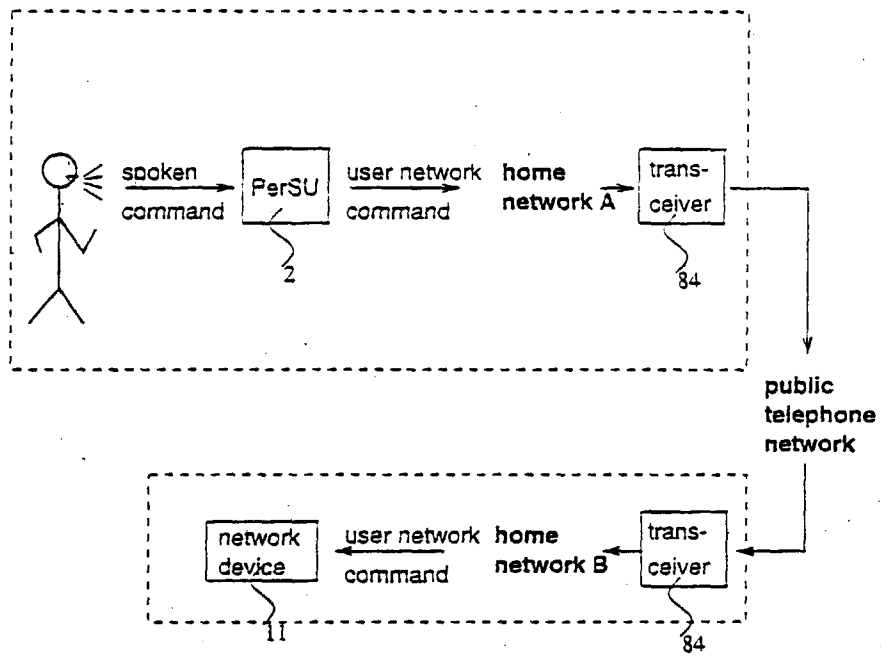 spoken
command
PerSU
2
user network
command
home
network A
trans-
ceiver
84
public
telephone
network
network
device
11
user network
command
home
network B
trans-
ceiver
84